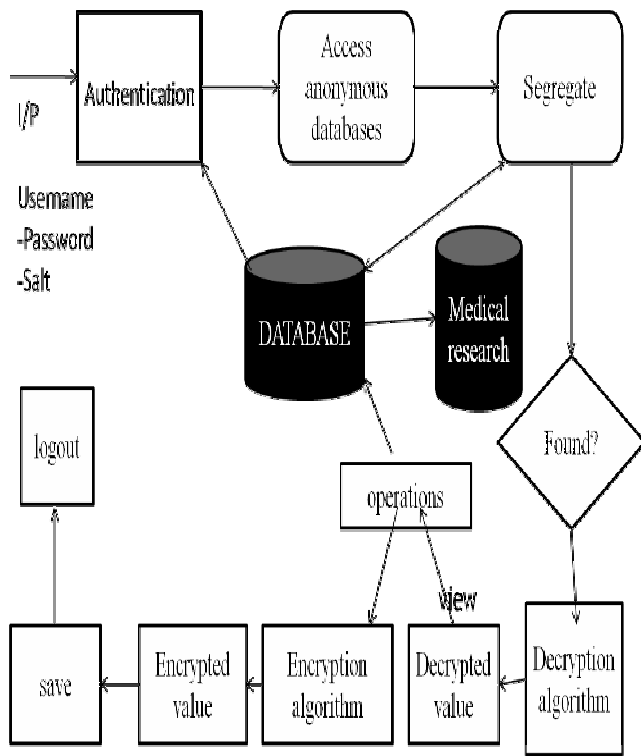 I/P
Authentication
Access
anonymous
databases
Segregate
Username
-Password
-Salt
DATABASE
Medical
research
Found?
logout
operations
view
save
Encrypted
value
Encryption
algorithm
Decrypted
value
Decryption
algorithm